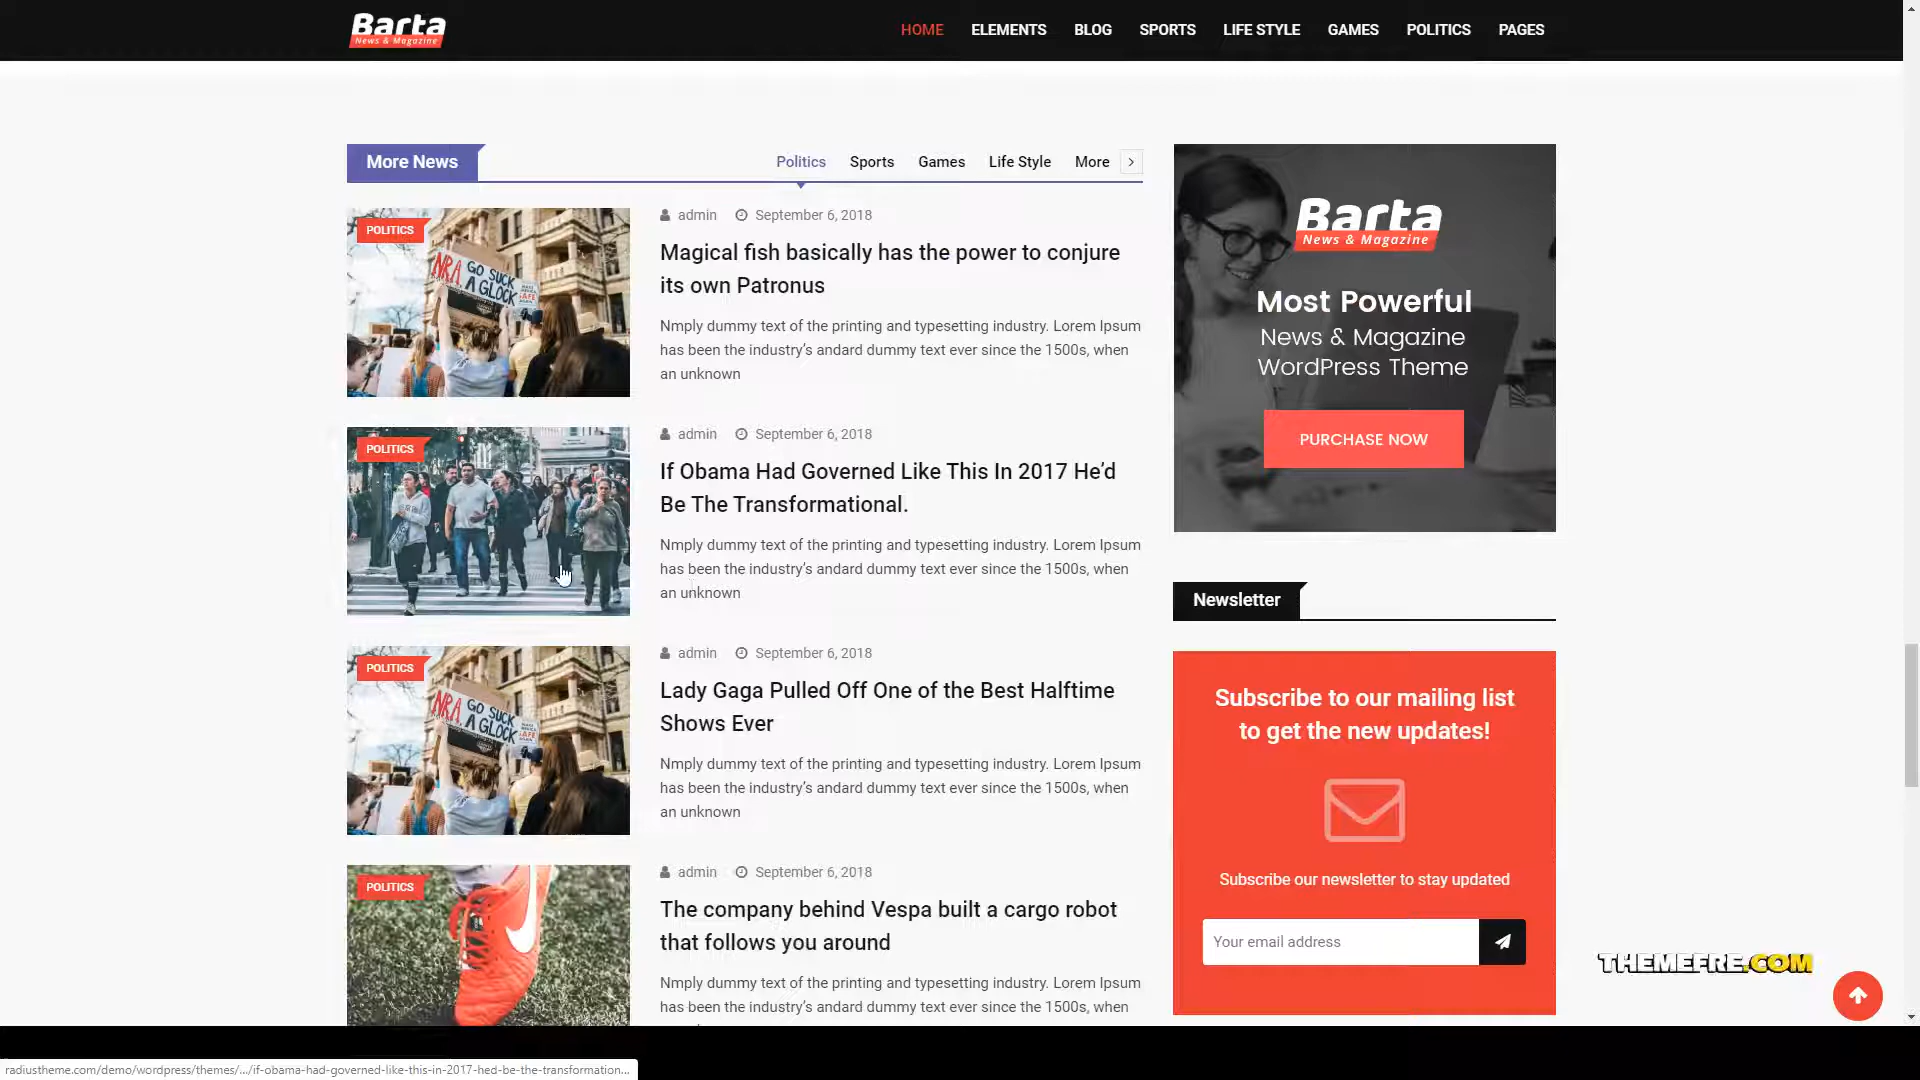 Barta
News & Magazine
HOME ELEMENTS BLOG SPORTS LIFE STYLE GAMES POLITICS PAGES
More News
Politics Sports Games Life Style More >
POLITICS
NRA GO SUCK
A GLOCK
admin September 6, 2018
Magical fish basically has the power to conjure
its own Patronus
Nmply dummy text of the printing and typesetting industry. Lorem Ipsum
has been the industry’s andard dummy text ever since the 1500s, when
an unknown
POLITICS
admin September 6, 2018
If Obama Had Governed Like This In 2017 He’d
Be The Transformational.
Nmply dummy text of the printing and typesetting industry. Lorem Ipsum
has been the industry’s andard dummy text ever since the 1500s, when
an unknown
POLITICS
NRA GO SUCK
A GLOCK
admin September 6, 2018
Lady Gaga Pulled Off One of the Best Halftime
Shows Ever
Nmply dummy text of the printing and typesetting industry. Lorem Ipsum
has been the industry’s andard dummy text ever since the 1500s, when
an unknown
POLITICS
admin September 6, 2018
The company behind Vespa built a cargo robot
that follows you around
Nmply dummy text of the printing and typesetting industry. Lorem Ipsum
has been the industry’s andard dummy text ever since the 1500s, when
Barta
News & Magazine
Most Powerful
News & Magazine
WordPress Theme
PURCHASE NOW
Newsletter
Subscribe to our mailing list
to get the new updates!
Subscribe our newsletter to stay updated
Your email address
THEMEFRE.COM
radiustheme.com/demo/wordpress/themes/.../if-obama-had-governed-like-this-in-2017-hed-be-the-transformation...